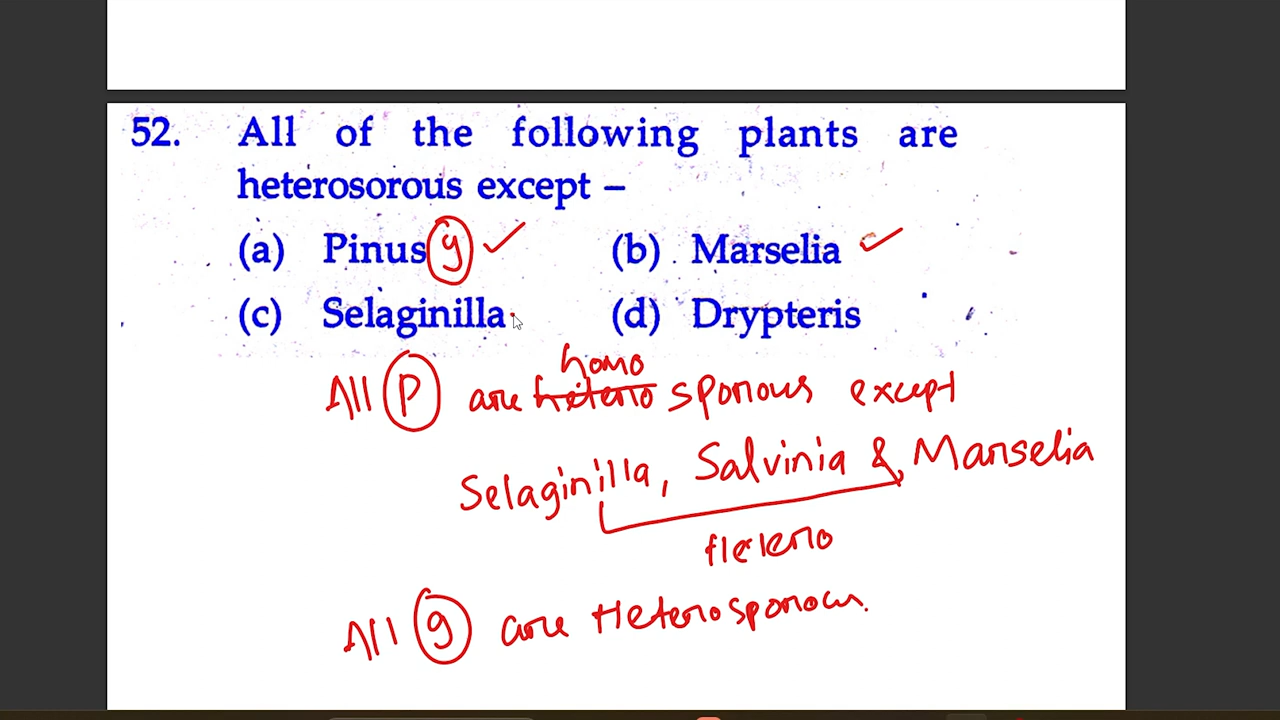 52. All of the following plants are
heterosorous except –
(a) Pinus g (b) Marselia
(c) Selaginilla (d) Drypteris
homo
All P are hetero sporous except
Selaginilla, Salvinia & Marselia
Hetero
All g are Heterosporous.